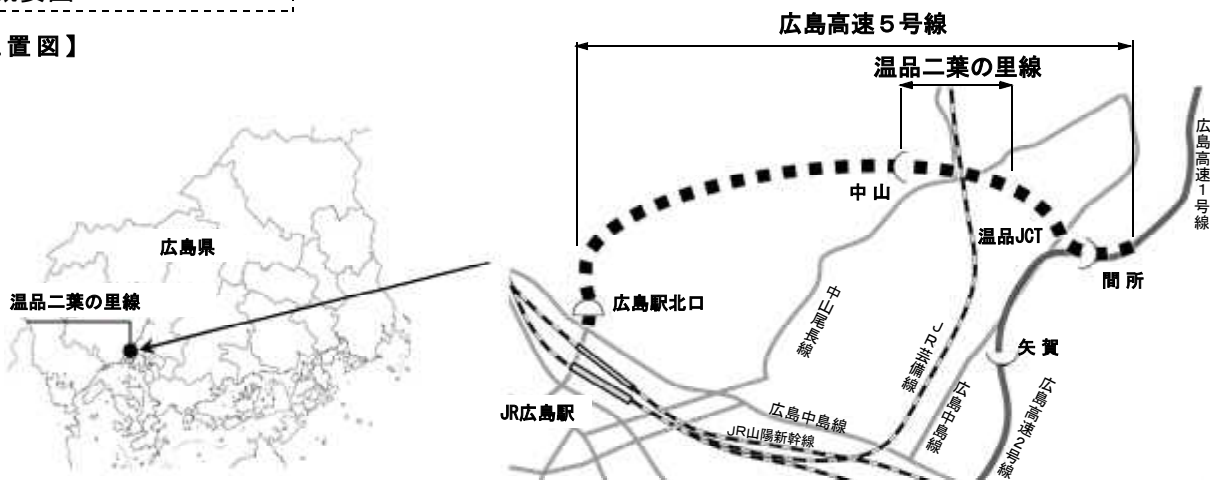 置図】
広島県
温品二葉の里線
広島高速５号線
温品二葉の里線
中山
温品JCT
間所
広島高速1号線
広島駅北口
中山尾長線
JR芸備線
矢賀
広島中島線
広島高速2号線
JR広島駅
広島中島線
JR山陽新幹線